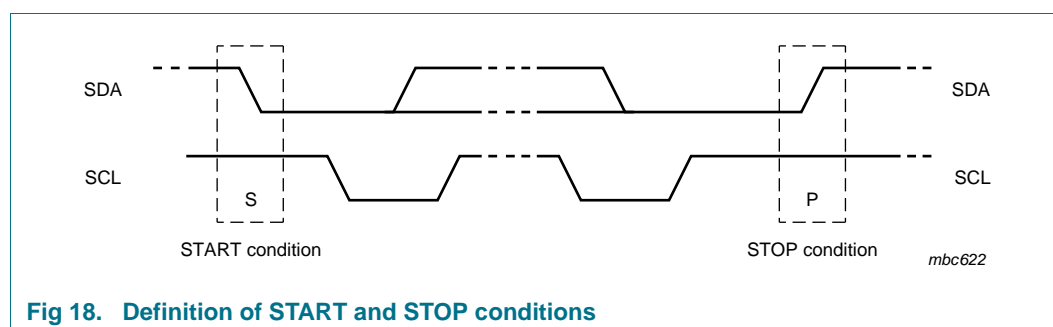 SDA
SDA
SCL
SCL
S
P
START condition
STOP condition
mbc622
Fig 18. Definition of START and STOP conditions